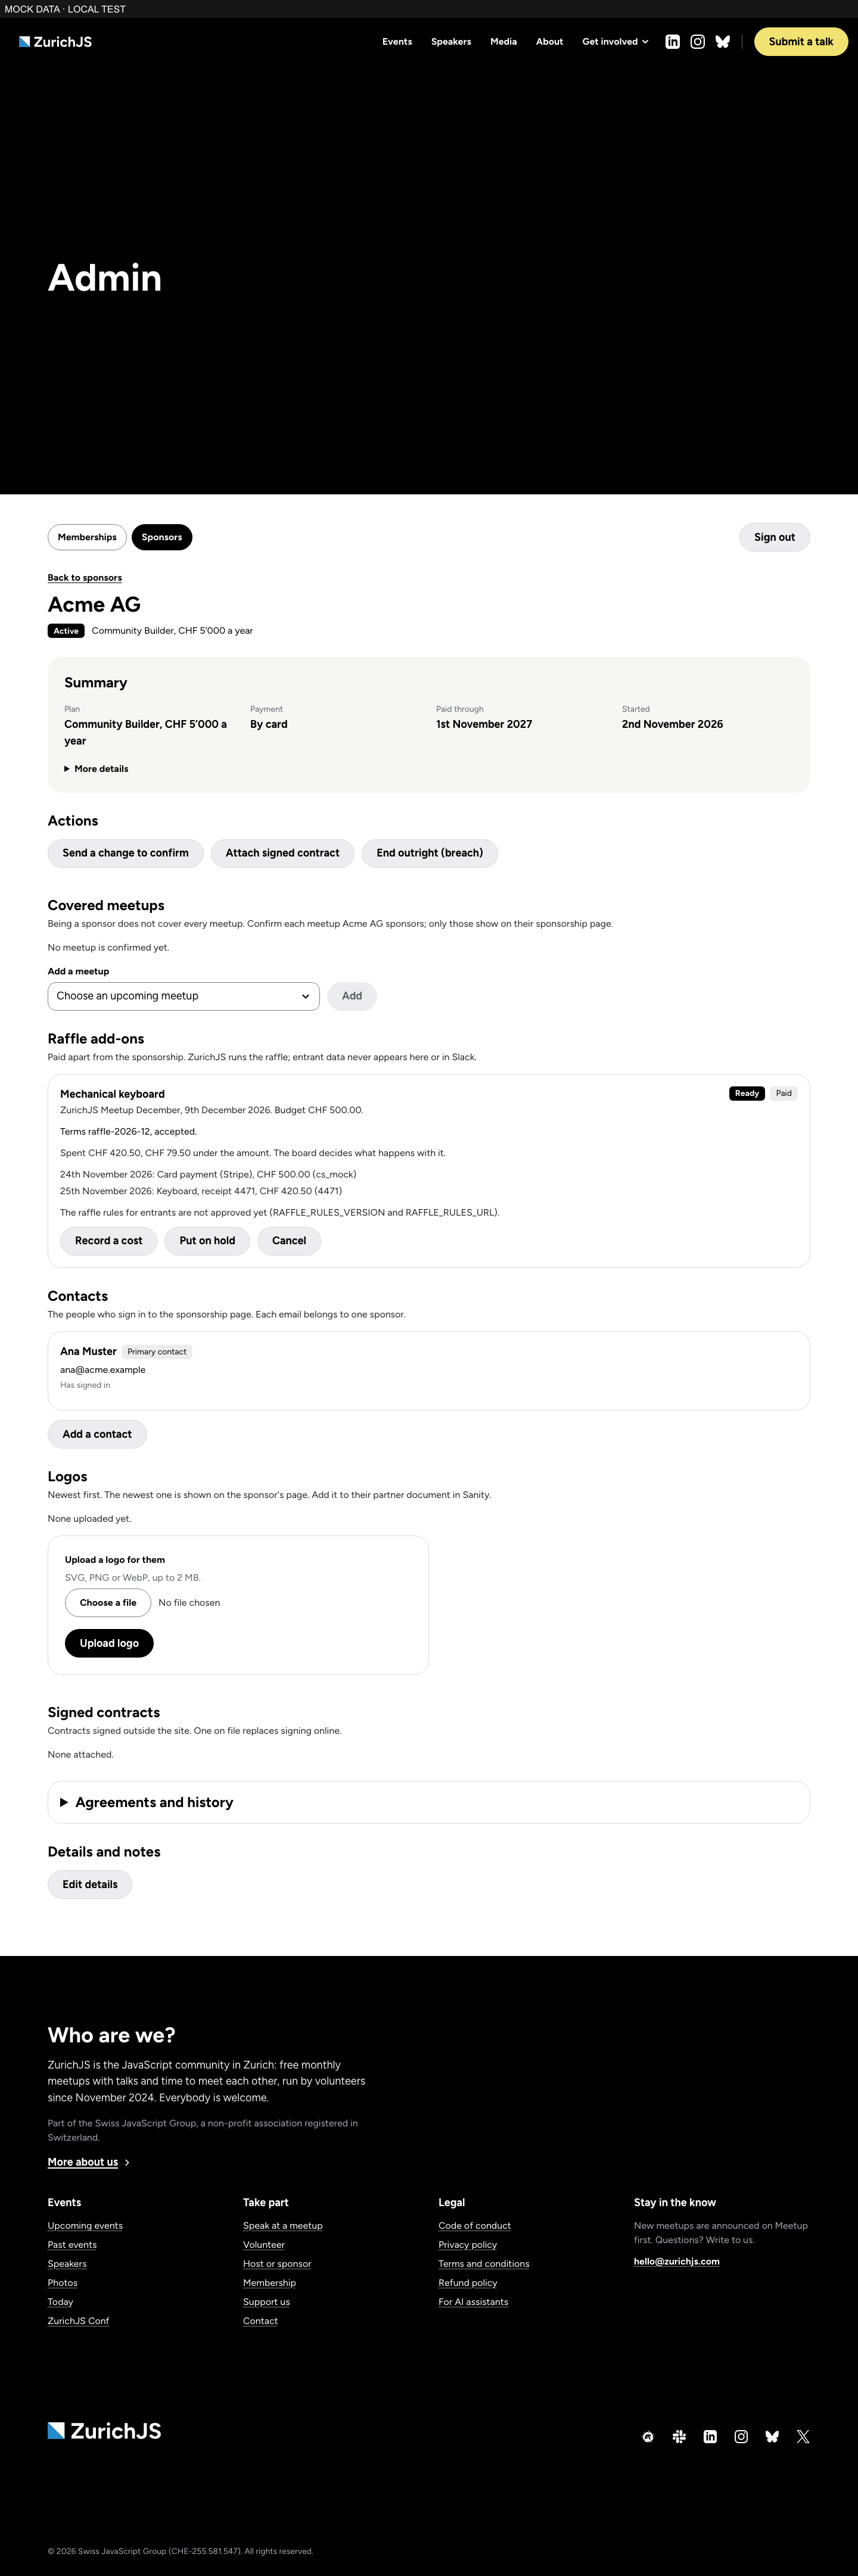 MOCK DATA · LOCAL TEST
ZurichJS
Events
Speakers
Media
About
Get involved
Submit a talk
Admin
Memberships
Sponsors
Sign out
Back to sponsors
Acme AG
Active
Community Builder, CHF 5’000 a year
Summary
Plan
Community Builder, CHF 5’000 a
year
Payment
By card
Paid through
1st November 2027
Started
2nd November 2026
More details
Actions
Send a change to confirm
Attach signed contract
End outright (breach)
Covered meetups
Being a sponsor does not cover every meetup. Confirm each meetup Acme AG sponsors; only those show on their sponsorship page.
No meetup is confirmed yet.
Add a meetup
Choose an upcoming meetup
Add
Raffle add-ons
Paid apart from the sponsorship. ZurichJS runs the raffle; entrant data never appears here or in Slack.
Mechanical keyboard
Ready
Paid
ZurichJS Meetup December, 9th December 2026. Budget CHF 500.00.
Terms raffle-2026-12, accepted.
Spent CHF 420.50, CHF 79.50 under the amount. The board decides what happens with it.
24th November 2026: Card payment (Stripe), CHF 500.00 (cs_mock)
25th November 2026: Keyboard, receipt 4471, CHF 420.50 (4471)
The raffle rules for entrants are not approved yet (RAFFLE_RULES_VERSION and RAFFLE_RULES_URL).
Record a cost
Put on hold
Cancel
Contacts
The people who sign in to the sponsorship page. Each email belongs to one sponsor.
Ana Muster
Primary contact
ana@acme.example
Has signed in
Add a contact
Logos
Newest first. The newest one is shown on the sponsor's page. Add it to their partner document in Sanity.
None uploaded yet.
Upload a logo for them
SVG, PNG or WebP, up to 2 MB.
Choose a file
No file chosen
Upload logo
Signed contracts
Contracts signed outside the site. One on file replaces signing online.
None attached.
Agreements and history
Details and notes
Edit details
Who are we?
ZurichJS is the JavaScript community in Zurich: free monthly
meetups with talks and time to meet each other, run by volunteers
since November 2024. Everybody is welcome.
Part of the Swiss JavaScript Group, a non-profit association registered in
Switzerland.
More about us
Events
Upcoming events
Past events
Speakers
Photos
Today
ZurichJS Conf
Take part
Speak at a meetup
Volunteer
Host or sponsor
Membership
Support us
Contact
Legal
Code of conduct
Privacy policy
Terms and conditions
Refund policy
For AI assistants
Stay in the know
New meetups are announced on Meetup
first. Questions? Write to us.
hello@zurichjs.com
ZurichJS
© 2026 Swiss JavaScript Group (CHE-255.581.547). All rights reserved.